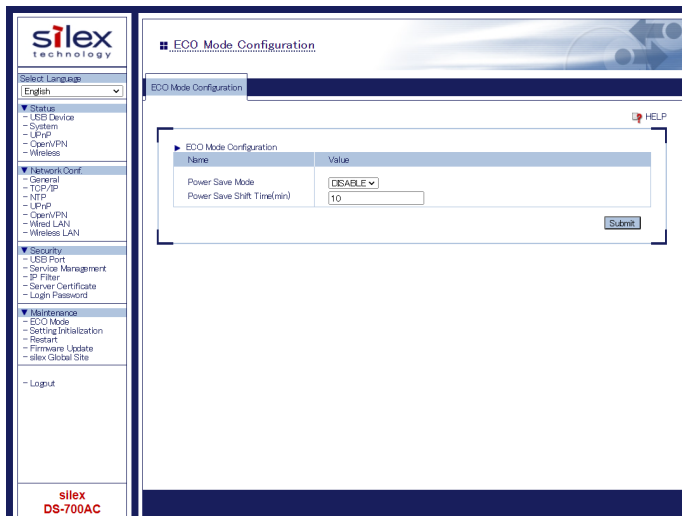 silex
technology
Select Language
English
▼ Status
- USB Device
- System
- UPnP
- OpenVPN
- Wireless
▼ Network Conf.
- General
- TCP/IP
- NTP
- UPnP
- OpenVPN
- Wired LAN
- Wireless LAN
▼ Security
- USB Port
- Service Management
- IP Filter
- Server Certificate
- Login Password
▼ Maintenance
- ECO Mode
- Setting Initialization
- Restart
- Firmware Update
- silex Global Site
- Logout
silex
DS-700AC
ECO Mode Configuration
ECO Mode Configuration
HELP
ECO Mode Configuration
Name Value
Power Save Mode DISABLE
Power Save Shift Time(min) 10
Submit